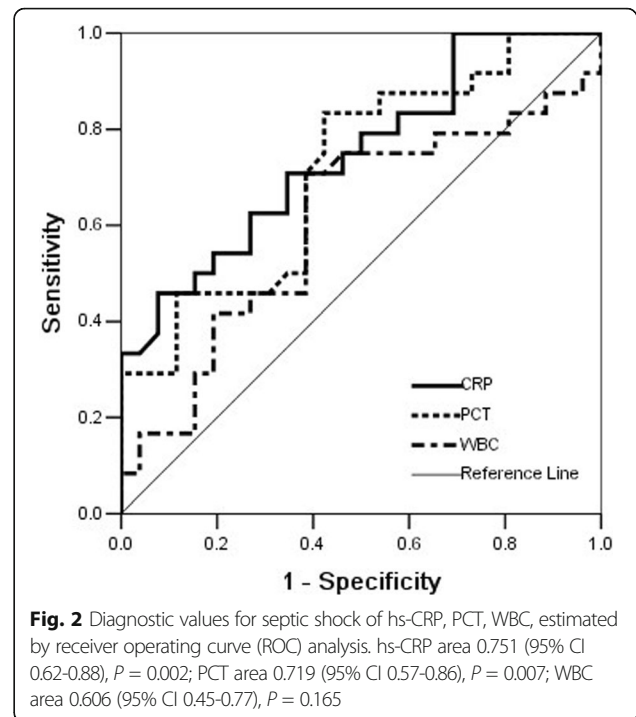 1.0
0.8
0.6
0.4
0.2
0.0
Sensitivity
CRP
PCT
WBC
Reference Line
0.0 0.2 0.4 0.6 0.8 1.0
1 - Specificity
Fig. 2 Diagnostic values for septic shock of hs-CRP, PCT, WBC, estimated
by receiver operating curve (ROC) analysis. hs-CRP area 0.751 (95% CI
0.62-0.88), P = 0.002; PCT area 0.719 (95% CI 0.57-0.86), P = 0.007; WBC
area 0.606 (95% CI 0.45-0.77), P = 0.165